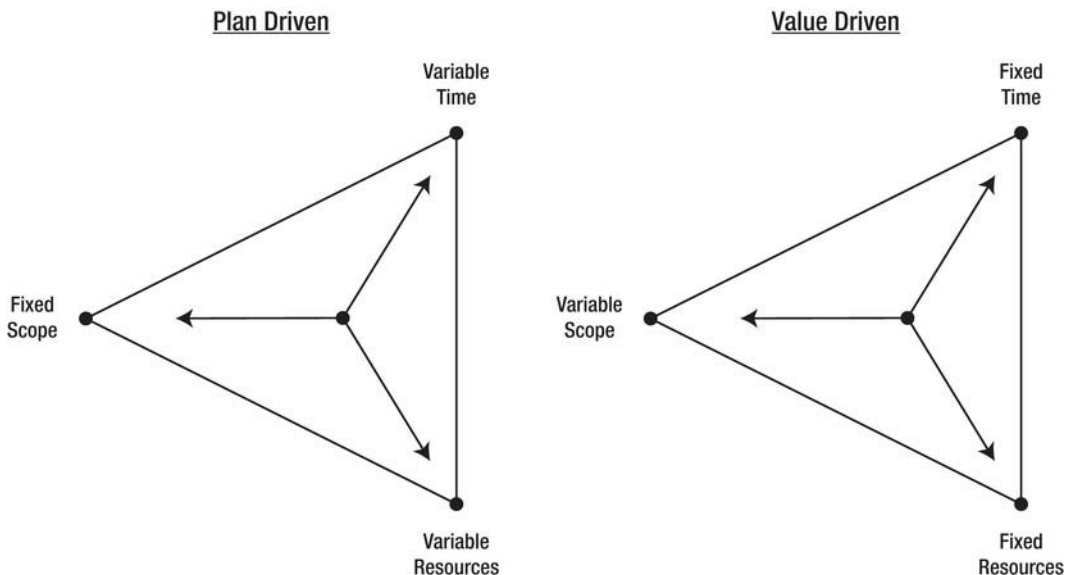 Plan Driven
Variable
Time
Fixed
Scope
Variable
Resources
Value Driven
Fixed
Time
Variable
Scope
Fixed
Resources